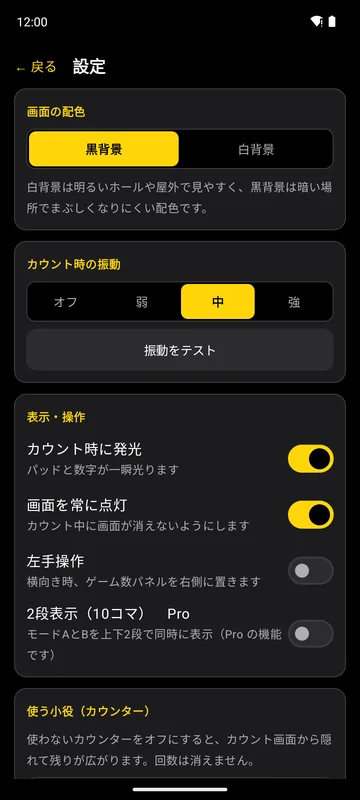 12:00
← 戻る 設定
画面の配色
黒背景 白背景
白背景は明るいホールや屋外で見やすく、黒背景は暗い場
所でまぶしくなりにくい配色です。
カウント時の振動
オフ 弱 中 強
振動をテスト
表示・操作
カウント時に発光
パッドと数字が一瞬光ります
画面を常に点灯
カウント中に画面が消えないようにします
左手操作
横向き時、ゲーム数パネルを右側に置きます
2段表示（10コマ）　Pro
モードAとBを上下2段で同時に表示（Pro の機能
です）
使う小役（カウンター）
使わないカウンターをオフにすると、カウント画面から隠
れて残りが広がります。回数は消えません。